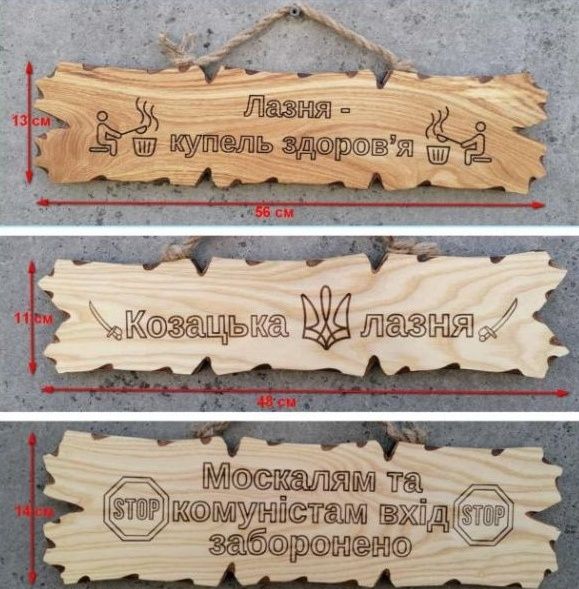 Лазня -
купель здоров'я
13 см
56 см
Козацька лазня
11 см
48 см
Москалям та
STOP комуністам вхід STOP
заборонено
14 см